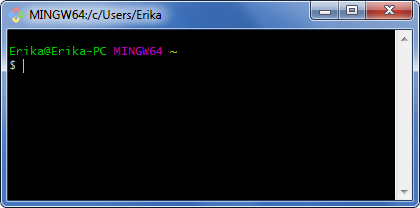 MINGW64:/c/Users/Erika
Erika@Erika-PC MINGW64 ~
$